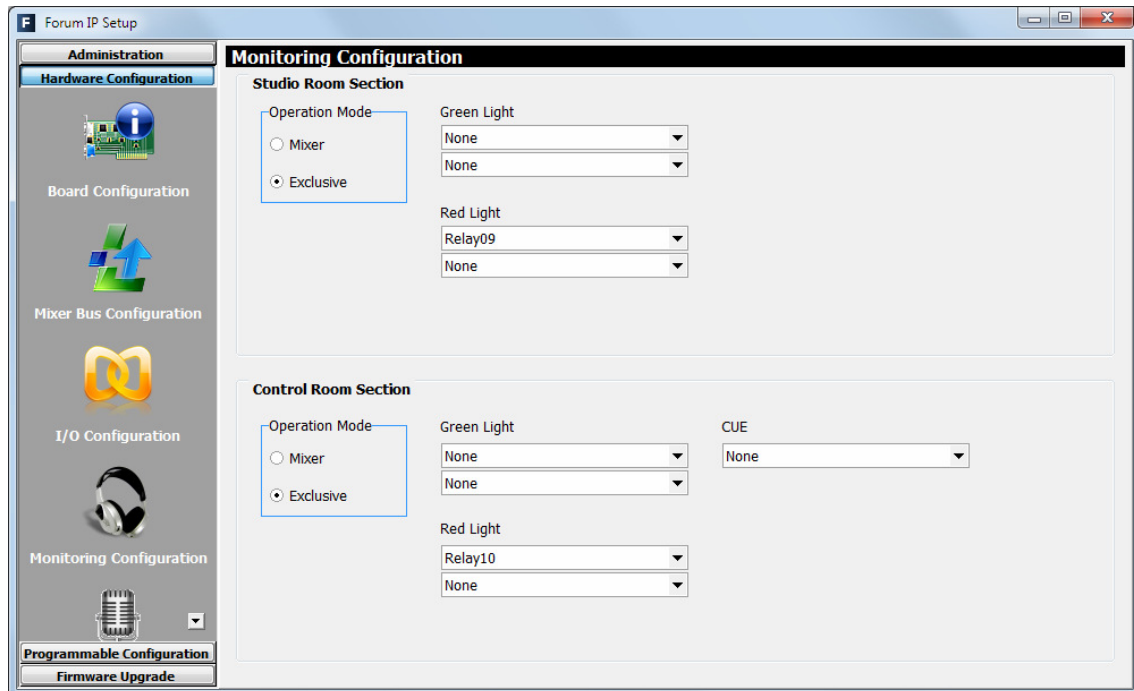 F Forum IP Setup
Administration
Hardware Configuration
Board Configuration
Mixer Bus Configuration
I/O Configuration
Monitoring Configuration
Programmable Configuration
Firmware Upgrade
Monitoring Configuration
Studio Room Section
Operation Mode
Mixer
Exclusive
Green Light
None
None
Red Light
Relay09
None
Control Room Section
Operation Mode
Mixer
Exclusive
Green Light
None
None
Red Light
Relay10
None
CUE
None